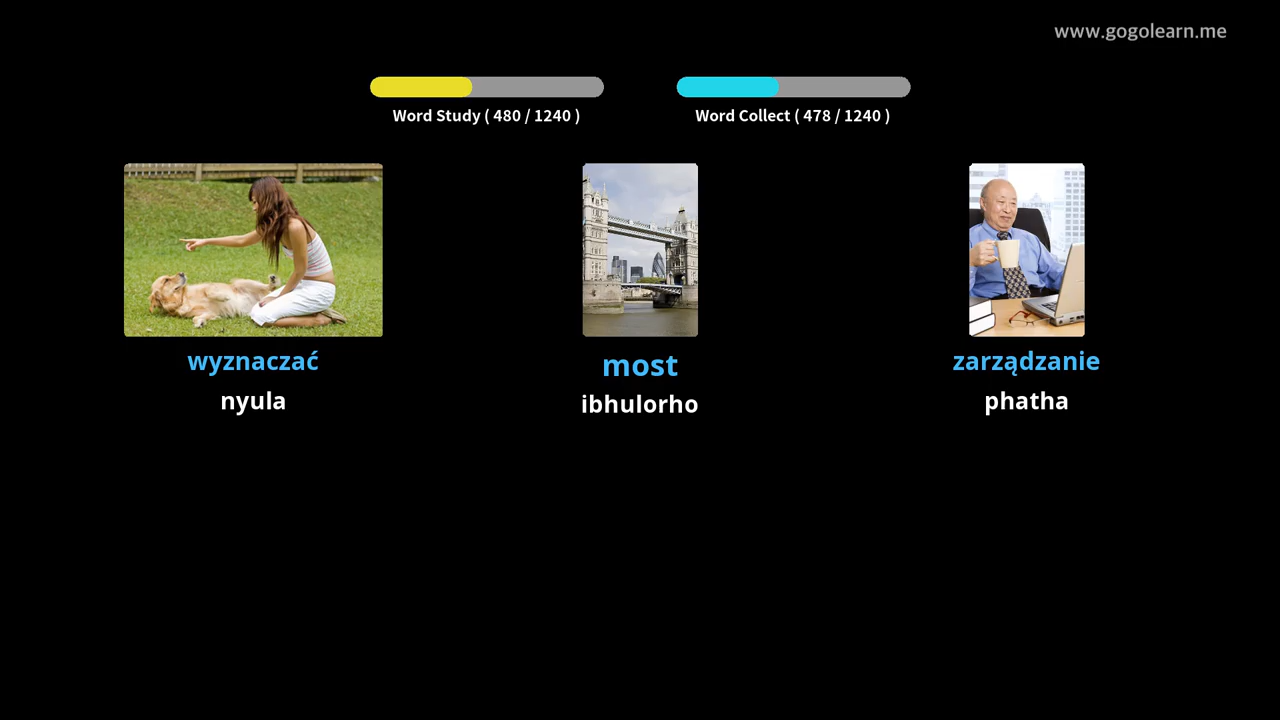 www.gogolearn.me
Word Study ( 480 / 1240 )
Word Collect ( 478 / 1240 )
wyznaczać
nyula
most
ibhulorho
zarządzanie
phatha